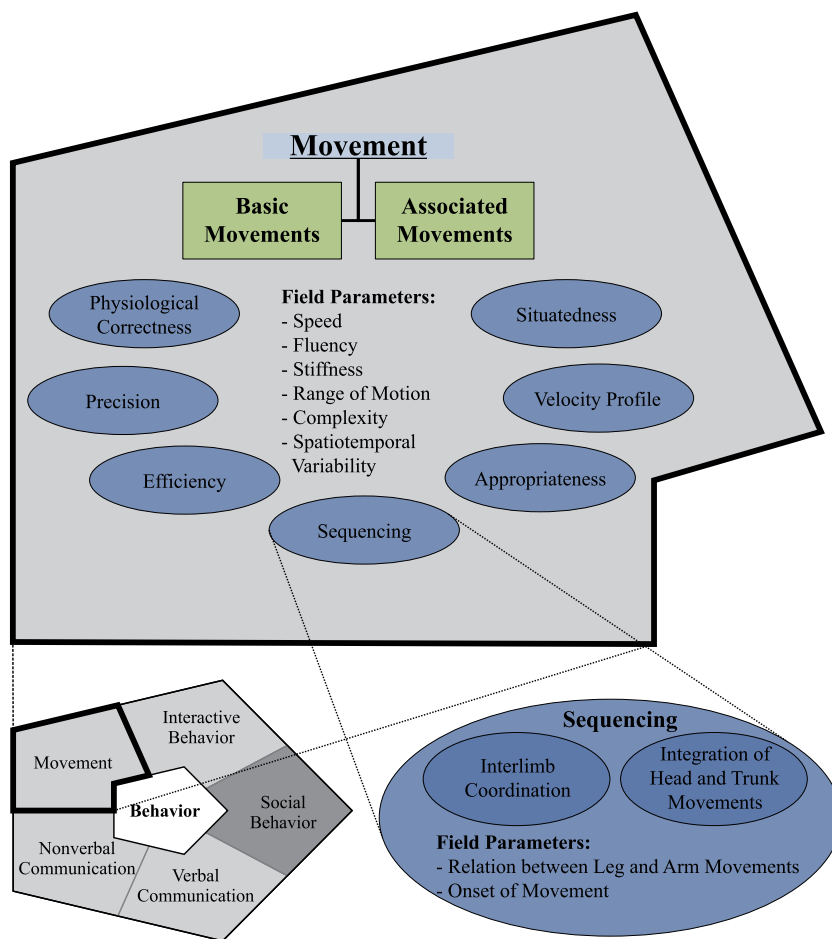 Movement
Basic
Movements
Associated
Movements
Physiological
Correctness
Precision
Efficiency
Field Parameters:
- Speed
- Fluency
- Stiffness
- Range of Motion
- Complexity
- Spatiotemporal
Variability
Situatedness
Velocity Profile
Appropriateness
Sequencing
Interactive
Behavior
Movement
Behavior
Social
Behavior
Nonverbal
Communication
Verbal
Communication
Sequencing
Interlimb
Coordination
Integration of
Head and Trunk
Movements
Field Parameters:
- Relation between Leg and Arm Movements
- Onset of Movement